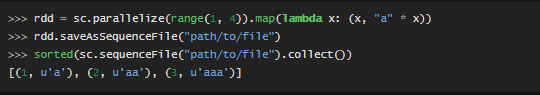 >>> rdd = sc.parallelize(range(1, 4)).map(lambda x: (x, "a" * x))
>>> rdd.saveAsSequenceFile("path/to/file")
>>> sorted(sc.sequenceFile("path/to/file").collect())
[(1, u'a'), (2, u'aa'), (3, u'aaa')]